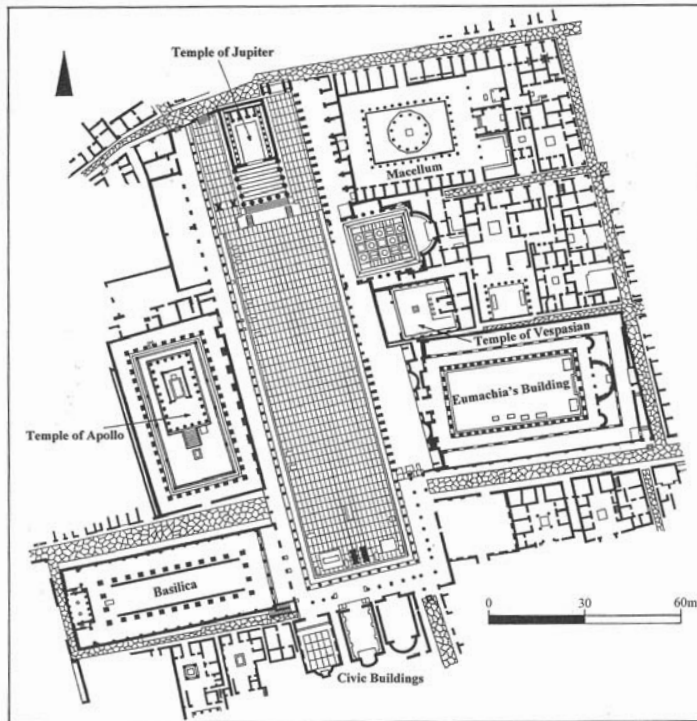 Temple of Jupiter
Macellum
Temple of Vespasian
Eumachia's Building
Temple of Apollo
Basilica
0 30 60m
Civic Buildings